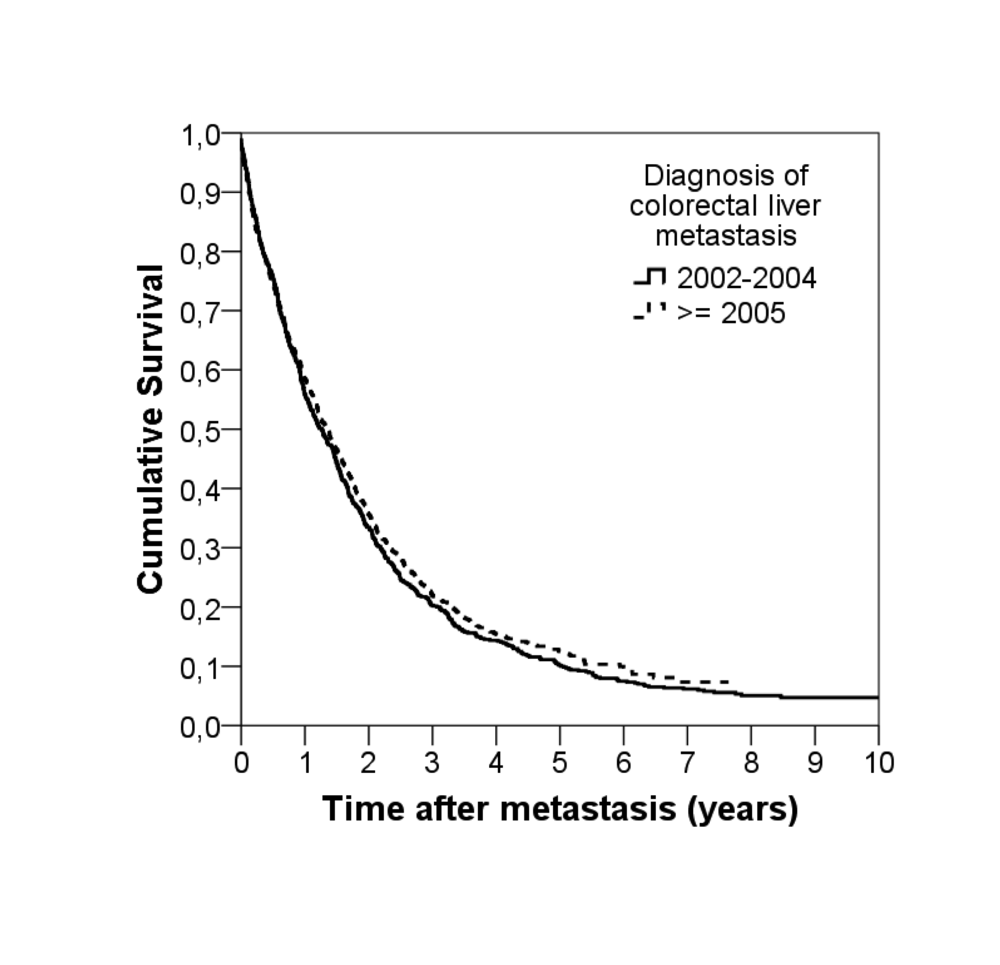 1,0
0,9
0,8
0,7
0,6
0,5
0,4
0,3
0,2
0,1
0,0
Cumulative Survival
Diagnosis of
colorectal liver
metastasis
2002-2004
>= 2005
0 1 2 3 4 5 6 7 8 9 10
Time after metastasis (years)